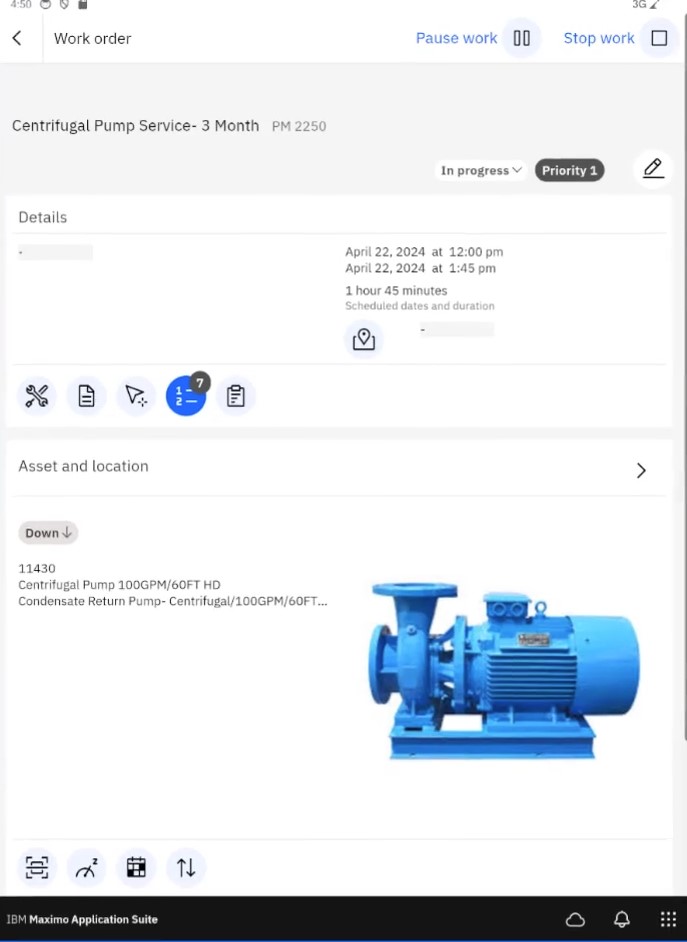 4:50
3G
Work order
Pause work
Stop work
Centrifugal Pump Service- 3 Month PM 2250
In progress
Priority 1
Details
-
April 22, 2024 at 12:00 pm
April 22, 2024 at 1:45 pm
1 hour 45 minutes
Scheduled dates and duration
-
1
2
7
Asset and location
Down
11430
Centrifugal Pump 100GPM/60FT HD
Condensate Return Pump- Centrifugal/100GPM/60FT...
z
IBM Maximo Application Suite